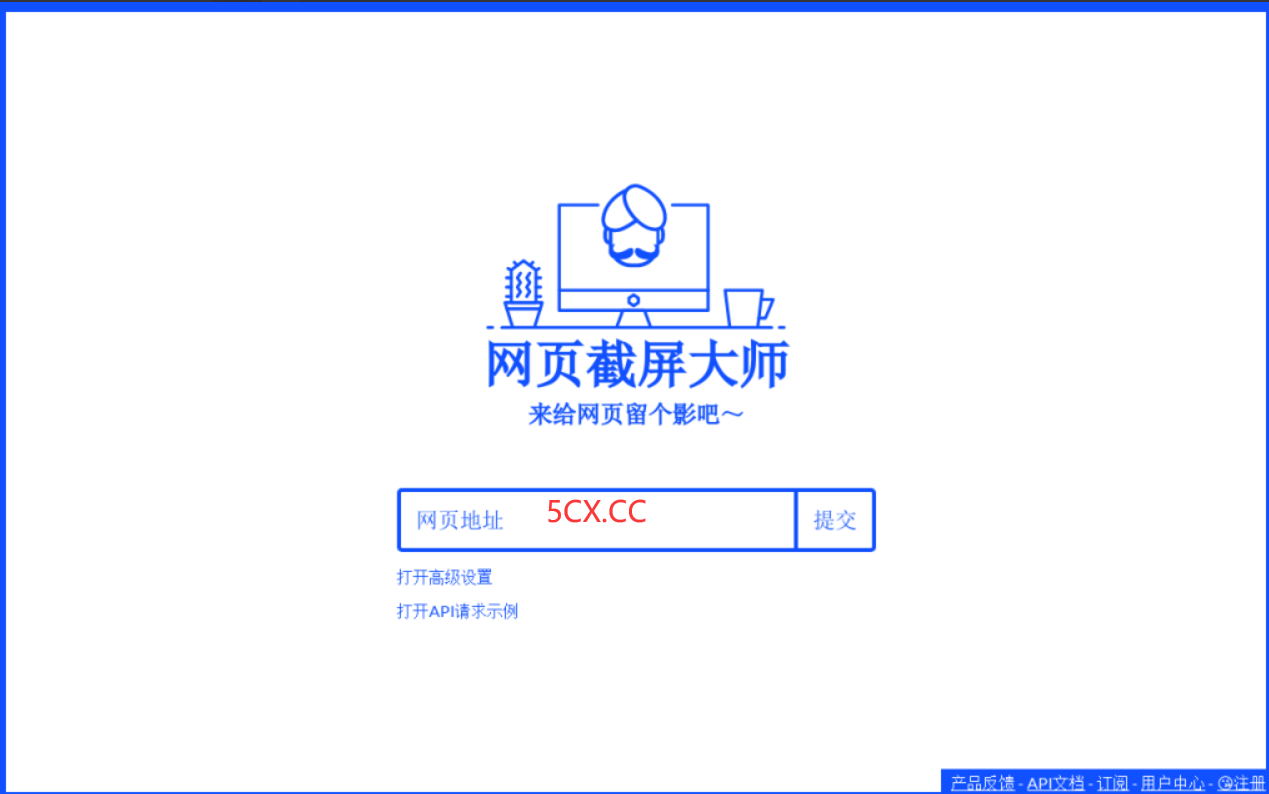 网页截屏大师
来给网页留个影吧～
网页地址 5CX.CC 提交
打开高级设置
打开API请求示例
产品反馈 - API文档 - 订阅 - 用户中心 - 😘注册